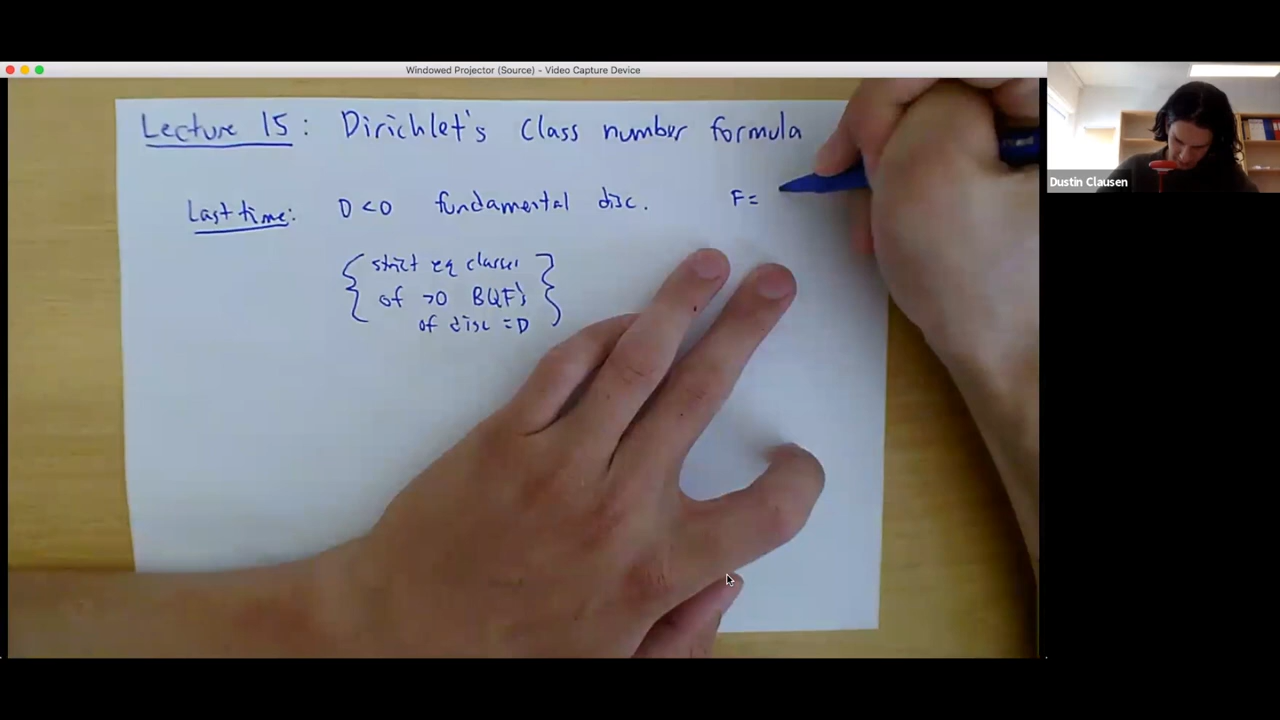 Windowed Projector (Source) - Video Capture Device
Lecture 15: Dirichlet's Class number formula
Last time: D<0 fundamental disc. F=
{ strict eq classes
of >0 BQF's
of disc =D }
Dustin Clausen